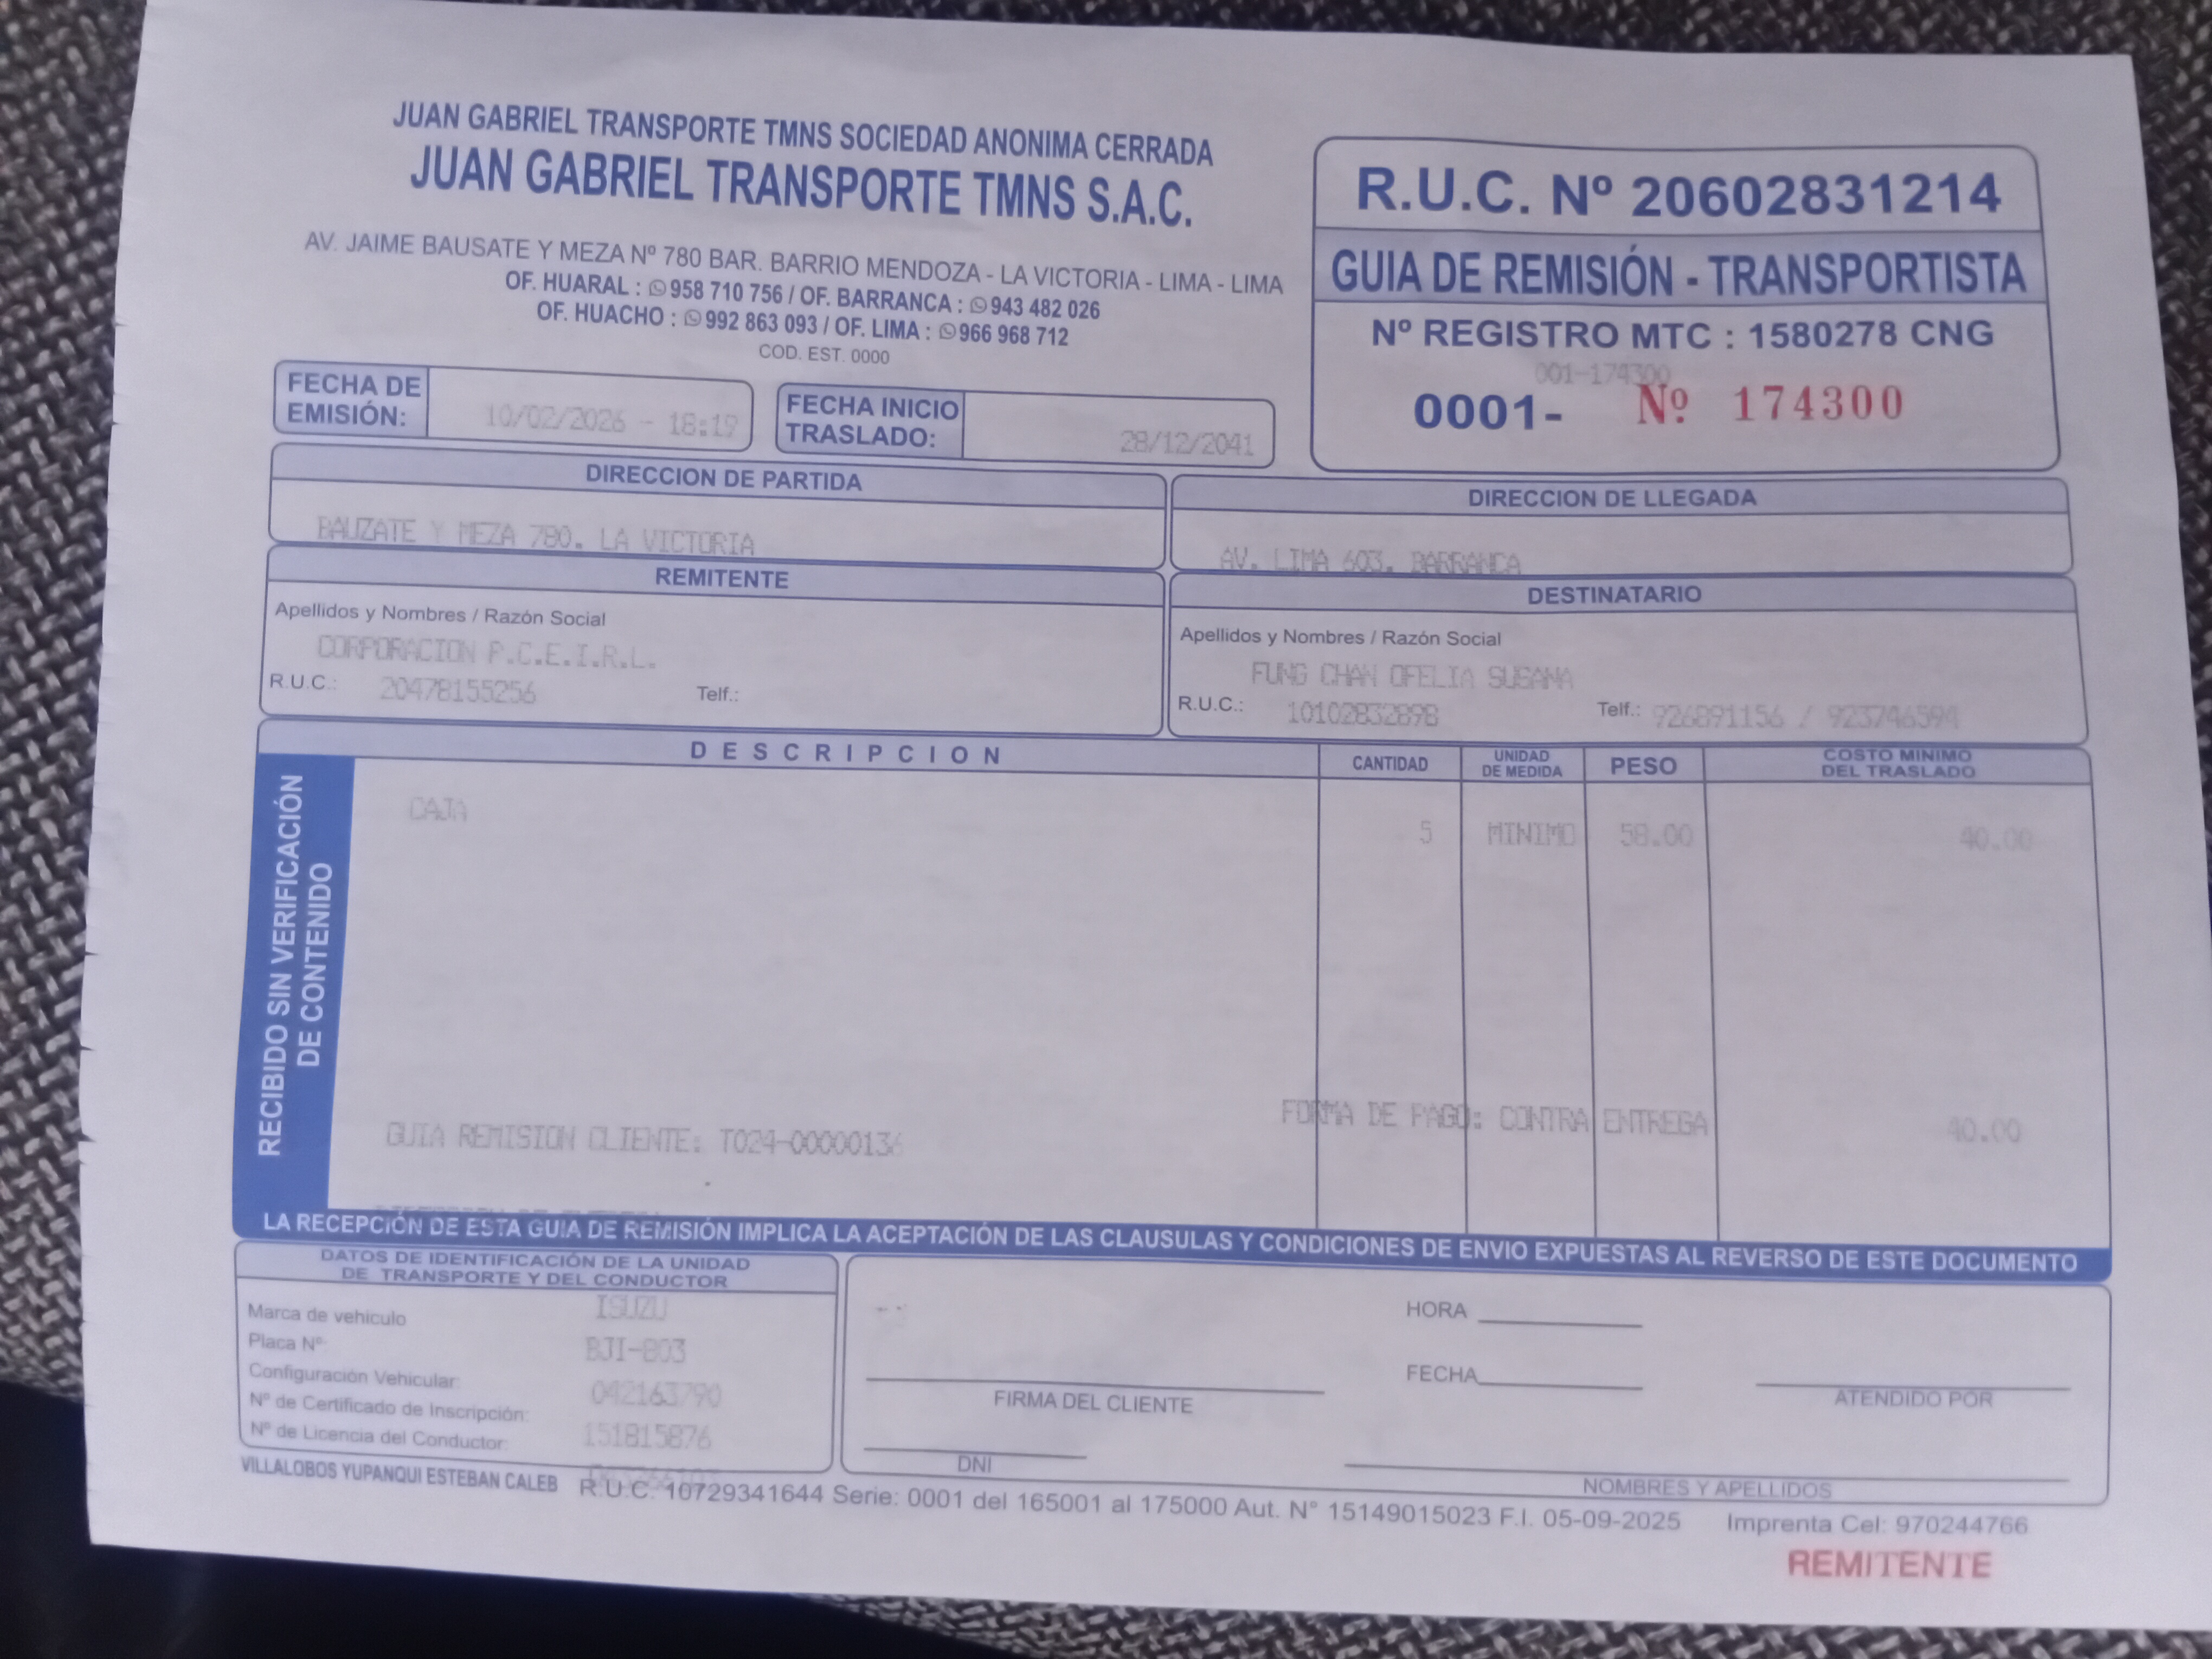 JUAN GABRIEL TRANSPORTE TMNS SOCIEDAD ANONIMA CERRADA
JUAN GABRIEL TRANSPORTE TMNS S.A.C.
AV. JAIME BAUSATE Y MEZA Nº 780 BAR. BARRIO MENDOZA - LA VICTORIA - LIMA - LIMA
OF. HUARAL : 958 710 756 / OF. BARRANCA : 943 482 026
OF. HUACHO : 992 863 093 / OF. LIMA : 966 968 712
COD. EST. 0000
R.U.C. Nº 20602831214
GUIA DE REMISIÓN - TRANSPORTISTA
Nº REGISTRO MTC : 1580278 CNG
001-174300
0001- Nº 174300
FECHA DE EMISIÓN: 10/02/2026 - 18:19
FECHA INICIO TRASLADO: 28/12/2041
DIRECCION DE PARTIDA
BAUZATE Y MEZA 780. LA VICTORIA
DIRECCION DE LLEGADA
AV. LIMA 603. BARRANCA
REMITENTE
Apellidos y Nombres / Razón Social
CORPORACION P.C.E.I.R.L.
R.U.C.: 20478155256 Telf.:
DESTINATARIO
Apellidos y Nombres / Razón Social
FUNG CHAN OFELIA SUSANA
R.U.C.: 10102832898 Telf.: 926891156 / 923746594
DESCRIPCION CANTIDAD UNIDAD DE MEDIDA PESO COSTO MINIMO DEL TRASLADO
RECIBIDO SIN VERIFICACIÓN
DE CONTENIDO
CAJA 5 MINIMO 58.00 40.00
GUIA REMISION CLIENTE: T024-00000136 FORMA DE PAGO: CONTRA ENTREGA 40.00
LA RECEPCIÓN DE ESTA GUIA DE REMISIÓN IMPLICA LA ACEPTACIÓN DE LAS CLAUSULAS Y CONDICIONES DE ENVIO EXPUESTAS AL REVERSO DE ESTE DOCUMENTO
DATOS DE IDENTIFICACIÓN DE LA UNIDAD
DE TRANSPORTE Y DEL CONDUCTOR
Marca de vehiculo ISUZU
Placa Nº: BJI-803
Configuración Vehicular: 042163790
Nº de Certificado de Inscripción: 151815876
Nº de Licencia del Conductor:
FIRMA DEL CLIENTE
DNI
HORA
FECHA
ATENDIDO POR
NOMBRES Y APELLIDOS
VILLALOBOS YUPANQUI ESTEBAN CALEB R.U.C. 10729341644 Serie: 0001 del 165001 al 175000 Aut. N° 15149015023 F.I. 05-09-2025 Imprenta Cel: 970244766
REMITENTE